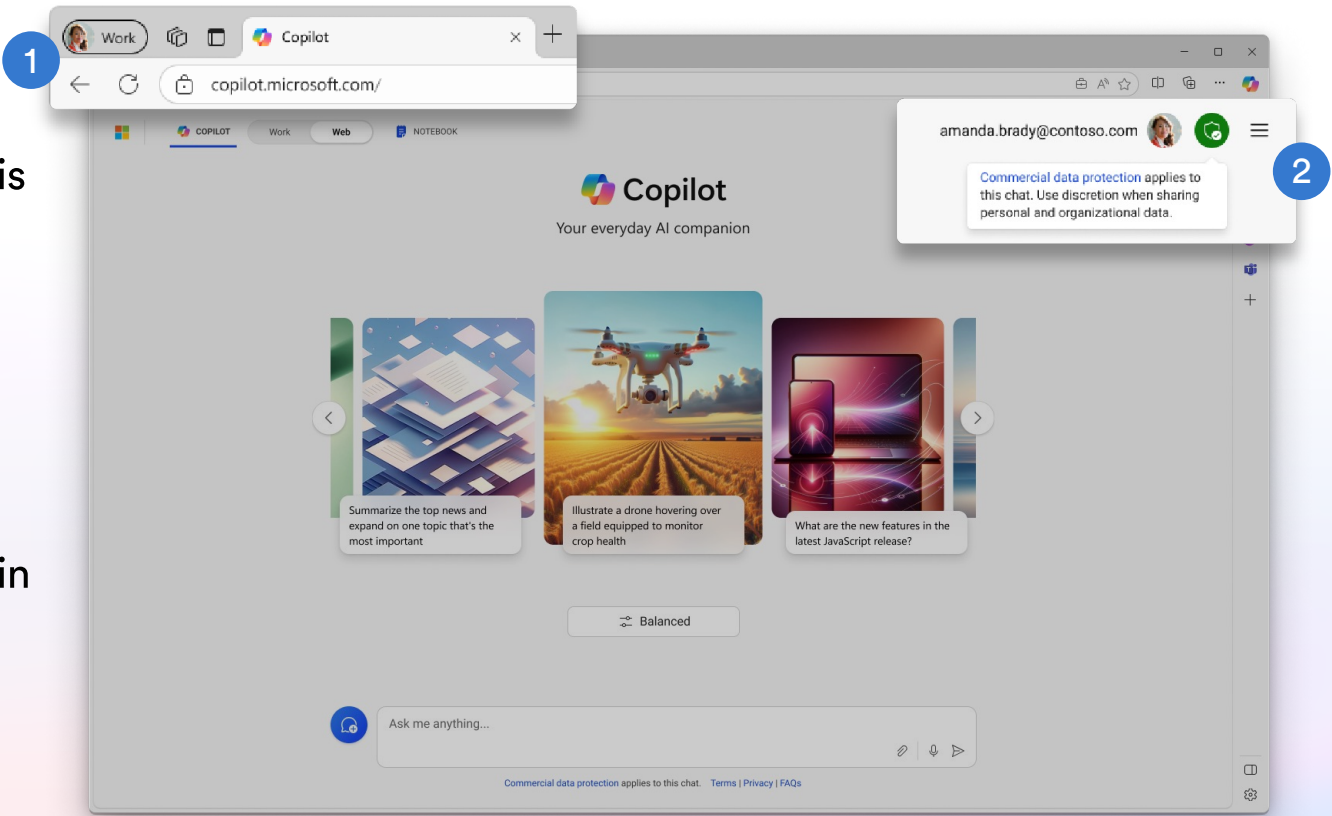 1
Work
Copilot
copilot.microsoft.com/
COPILOT
Work
Web
NOTEBOOK
amanda.brady@contoso.com
2
Commercial data protection applies to
this chat. Use discretion when sharing
personal and organizational data.
is
Copilot
Your everyday AI companion
Summarize the top news and
expand on one topic that's the
most important
Illustrate a drone hovering over
a field equipped to monitor
crop health
What are the new features in the
latest JavaScript release?
in
Balanced
Ask me anything...
Commercial data protection applies to this chat. Terms | Privacy | FAQs